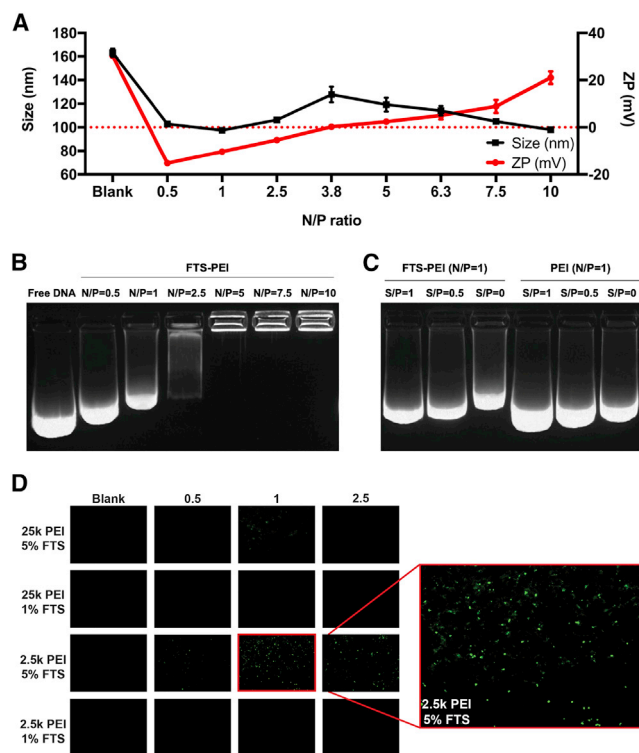 A
180
160
140
120
100
80
60
Size (nm)
40
20
0
-20
ZP (mV)
Size (nm)
ZP (mV)
Blank 0.5 1 2.5 3.8 5 6.3 7.5 10
N/P ratio
B
FTS-PEI
Free DNA N/P=0.5 N/P=1 N/P=2.5 N/P=5 N/P=7.5 N/P=10
C
FTS-PEI (N/P=1) PEI (N/P=1)
S/P=1 S/P=0.5 S/P=0 S/P=1 S/P=0.5 S/P=0
D
Blank 0.5 1 2.5
25k PEI
5% FTS
25k PEI
1% FTS
2.5k PEI
5% FTS
2.5k PEI
1% FTS
2.5k PEI
5% FTS